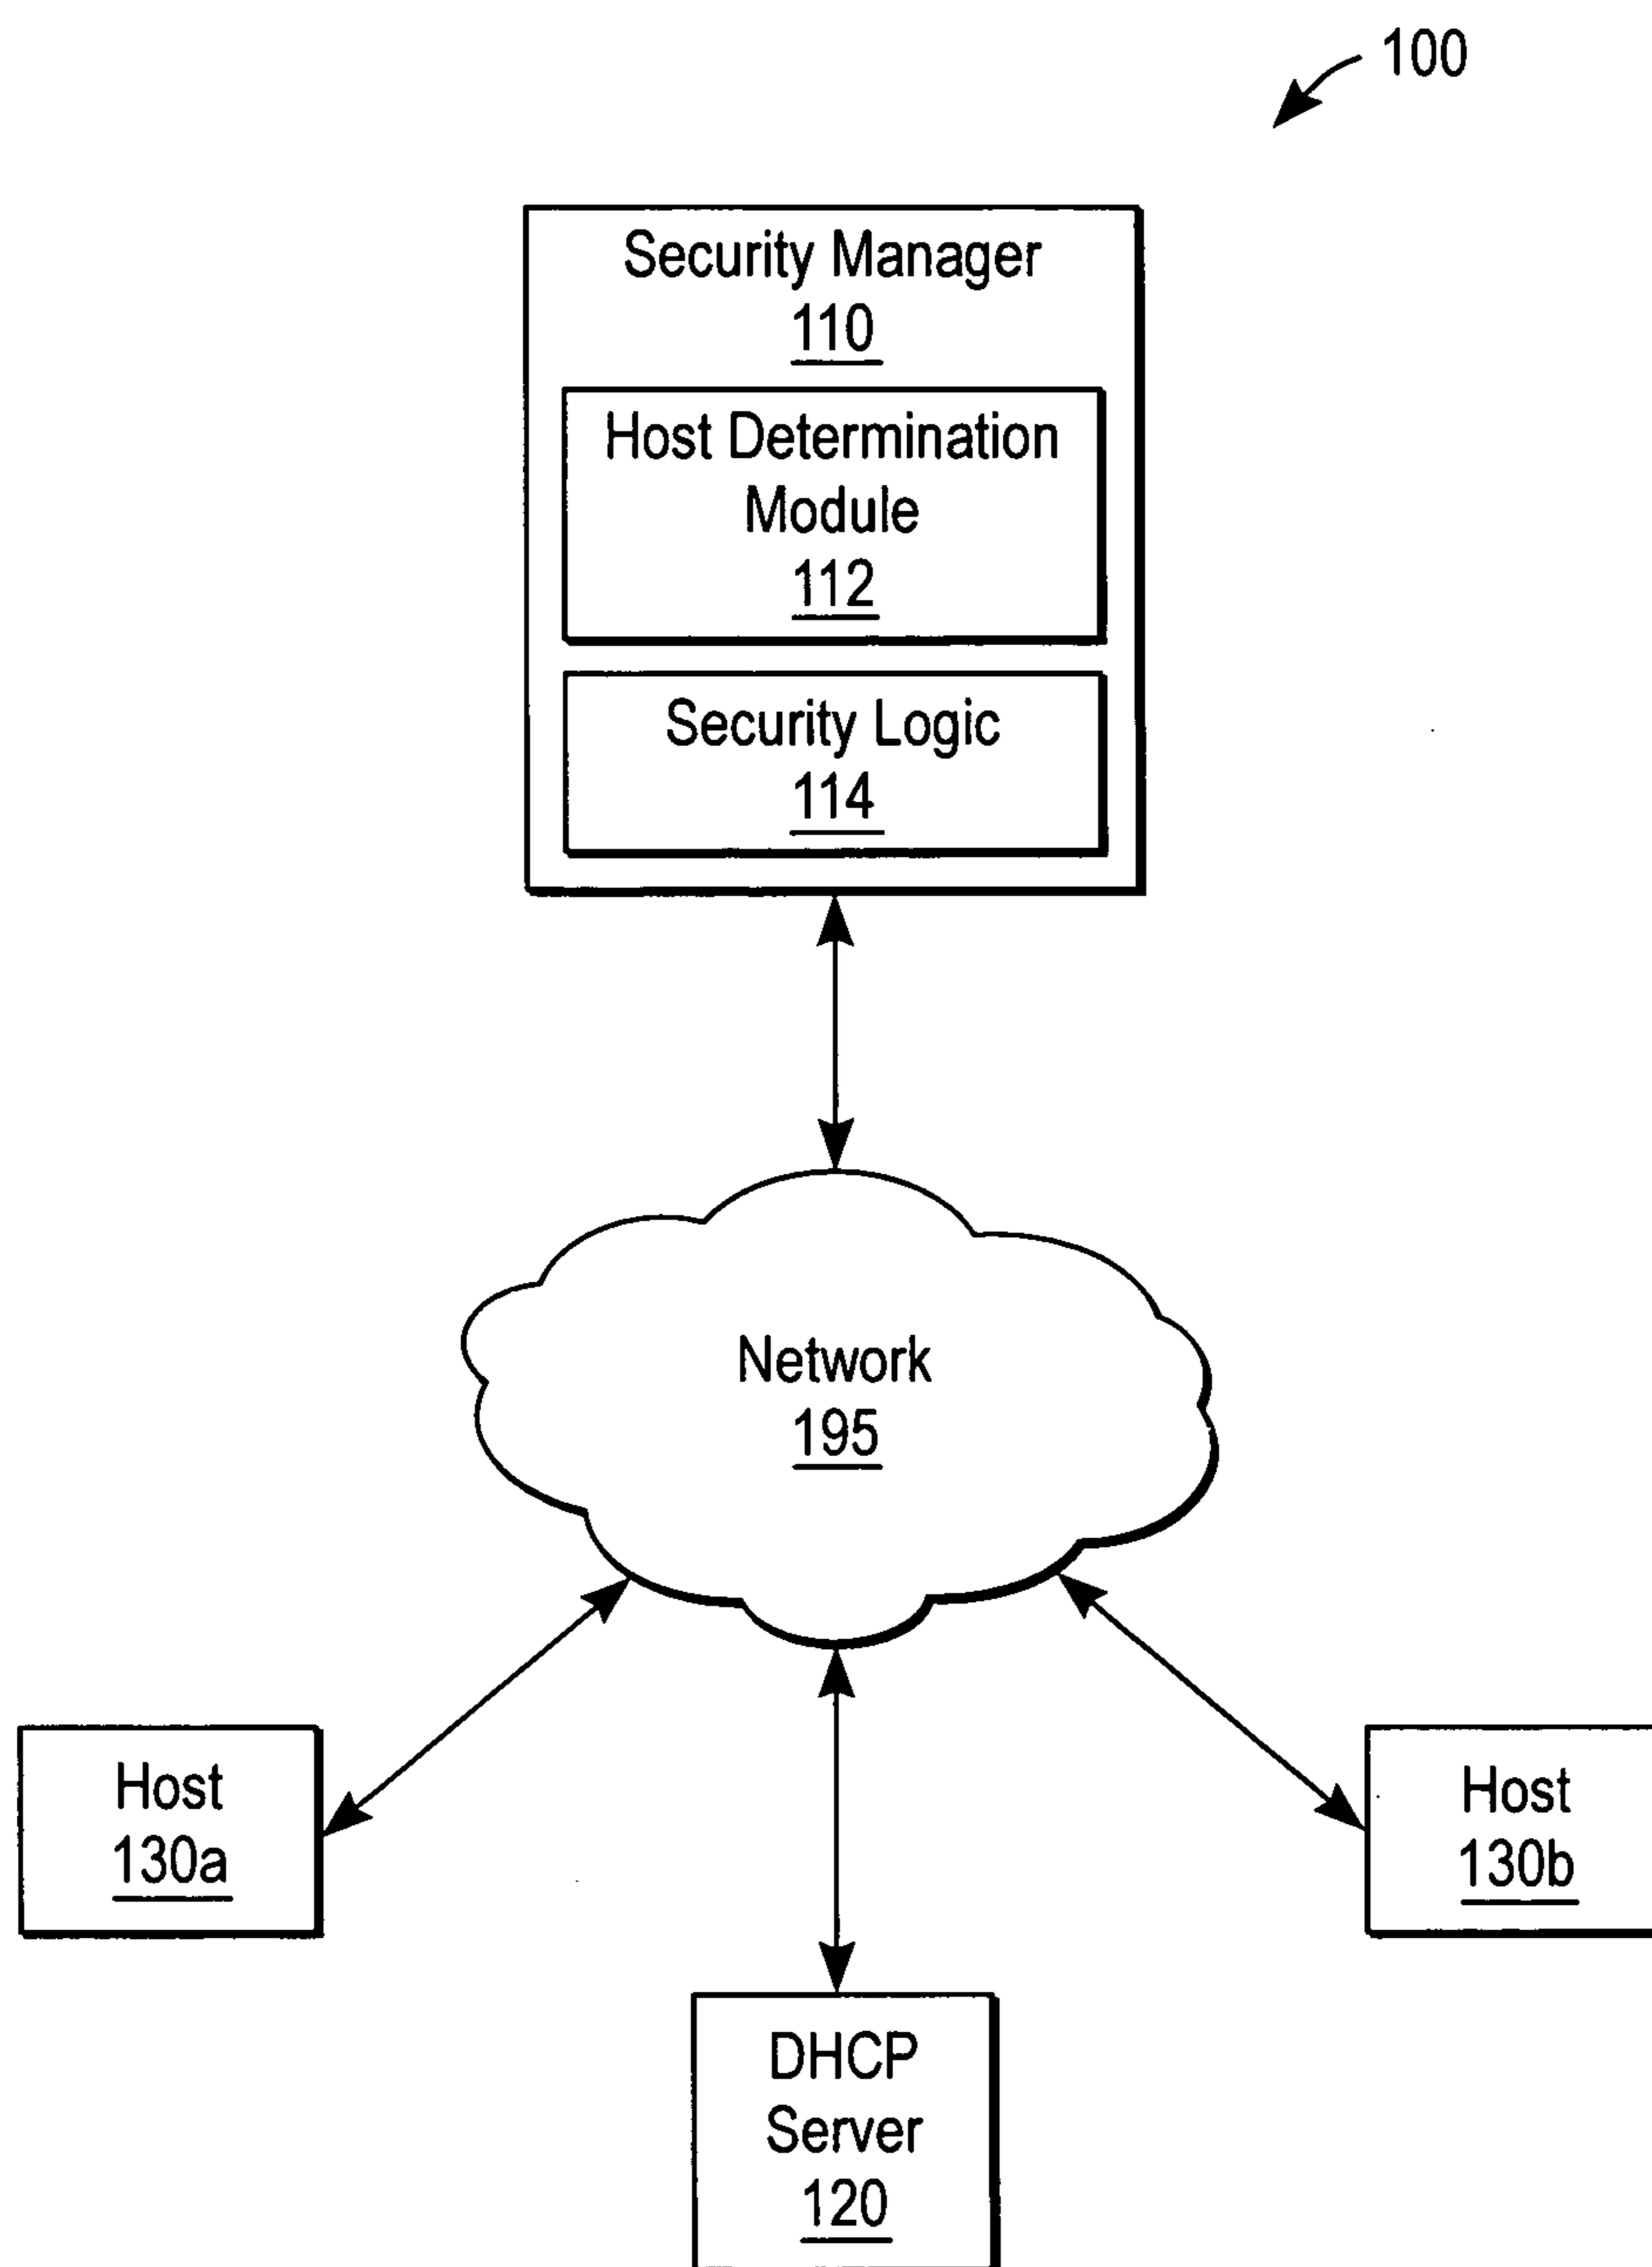 100
Security Manager
110
Host Determination
Module
112
Security Logic
114
Network
195
Host
130a
Host
130b
DHCP
Server
120